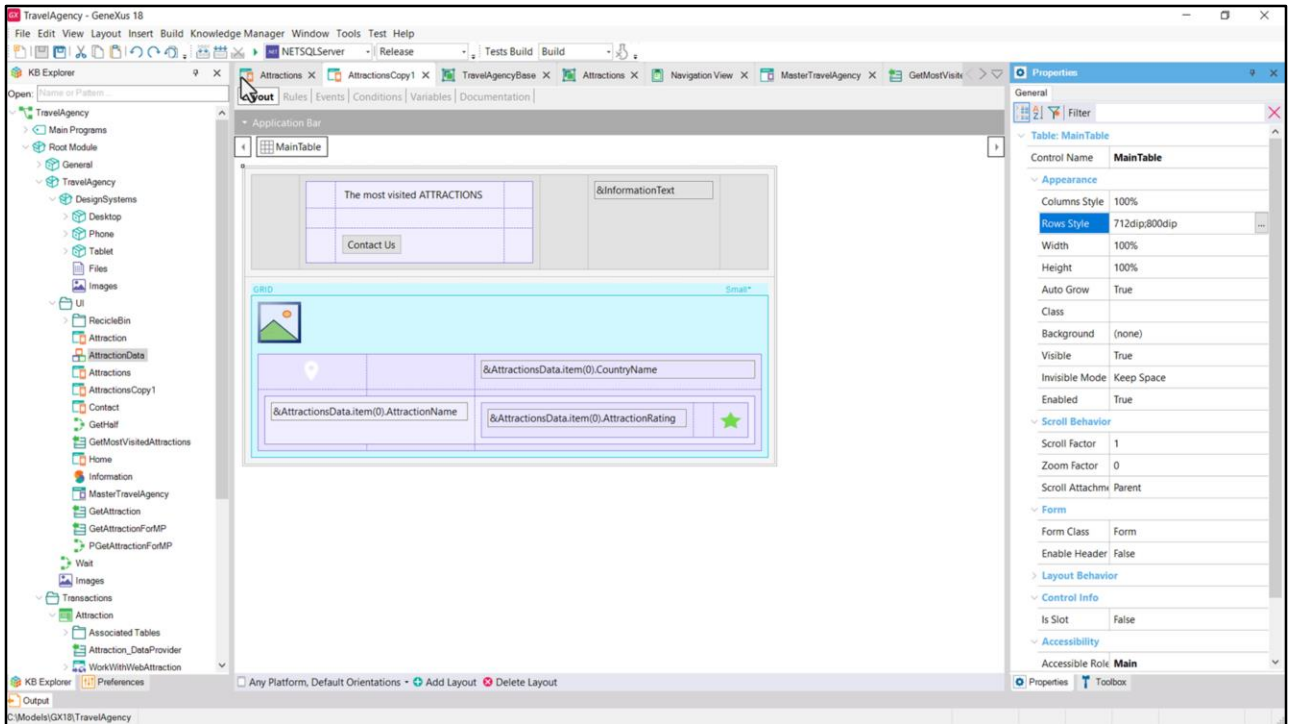 TravelAgency - GeneXus 18
File Edit View Layout Insert Build Knowledge Manager Window Tools Test Help
NETSQLServer Release Tests Build Build
KB Explorer
Open: Name or Pattern...
TravelAgency
Main Programs
Root Module
General
TravelAgency
DesignSystems
Desktop
Phone
Tablet
Files
Images
UI
RecicleBin
Attraction
AttractionData
Attractions
AttractionsCopy1
Contact
GetHalf
GetMostVisitedAttractions
Home
Information
MasterTravelAgency
GetAttraction
GetAttractionForMP
PGetAttractionForMP
Wait
Images
Transactions
Attraction
Associated Tables
Attraction_DataProvider
WorkWithWebAttraction
KB Explorer Preferences
Output
C:\Models\GX18\TravelAgency
Attractions X AttractionsCopy1 X TravelAgencyBase X Attractions X Navigation View X MasterTravelAgency X GetMostVisite
Layout Rules Events Conditions Variables Documentation
Application Bar
MainTable
The most visited ATTRACTIONS
&InformationText
Contact Us
GRID Small*
&AttractionsData.item(0).CountryName
&AttractionsData.item(0).AttractionName
&AttractionsData.item(0).AttractionRating
Any Platform, Default Orientations Add Layout Delete Layout
Properties
General
Filter
Table: MainTable
Control Name MainTable
Appearance
Columns Style 100%
Rows Style 712dip;800dip
Width 100%
Height 100%
Auto Grow True
Class
Background (none)
Visible True
Invisible Mode Keep Space
Enabled True
Scroll Behavior
Scroll Factor 1
Zoom Factor 0
Scroll Attachme Parent
Form
Form Class Form
Enable Header False
Layout Behavior
Control Info
Is Slot False
Accessibility
Accessible Role Main
Properties Toolbox